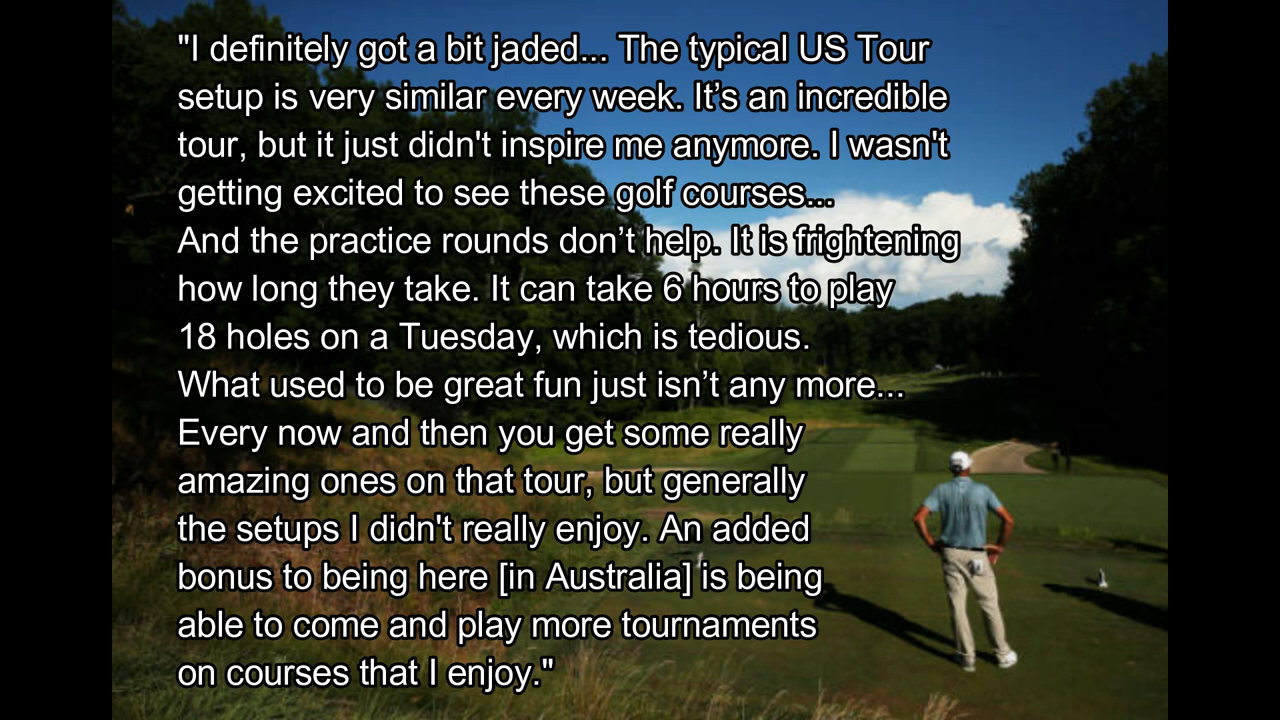 "I definitely got a bit jaded... The typical US Tour
setup is very similar every week. It’s an incredible
tour, but it just didn't inspire me anymore. I wasn't
getting excited to see these golf courses...
And the practice rounds don’t help. It is frightening
how long they take. It can take 6 hours to play
18 holes on a Tuesday, which is tedious.
What used to be great fun just isn’t any more...
Every now and then you get some really
amazing ones on that tour, but generally
the setups I didn't really enjoy. An added
bonus to being here [in Australia] is being
able to come and play more tournaments
on courses that I enjoy."